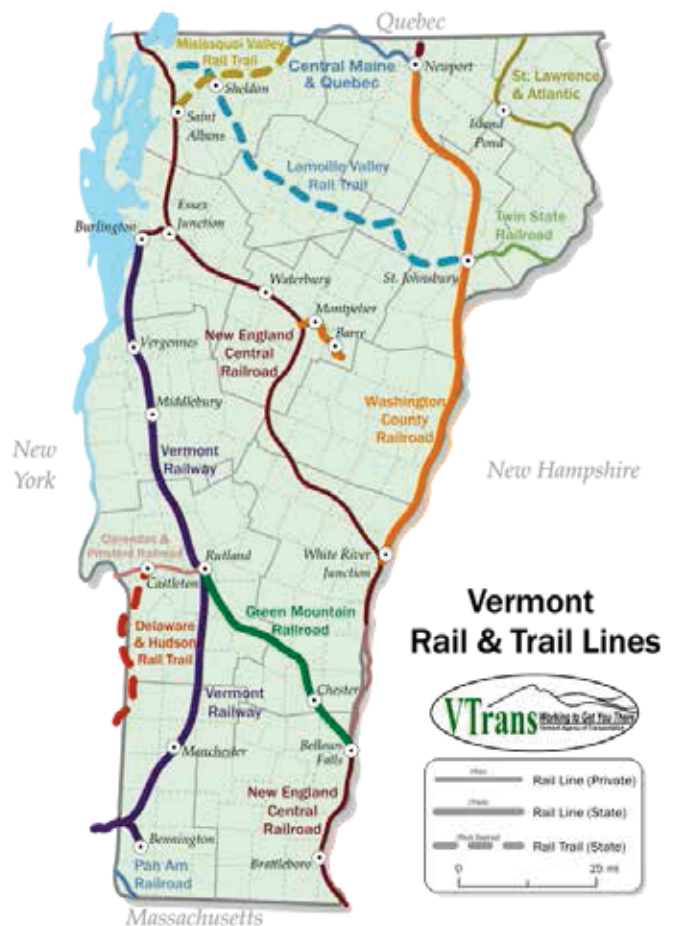 Quebec
Missisquoi Valley
Rail Trail
Central Maine
& Quebec
Newport
St. Lawrence
& Atlantic
Sheldon
Saint
Albans
Island
Pond
Lamoille Valley
Rail Trail
Essex
Junction
Burlington
Twin State
Railroad
St. Johnsbury
Waterbury
Montpelier
Barre
New England
Central
Railroad
Vergennes
Middlebury
Washington
County
Railroad
New
York
Vermont
Railway
New Hampshire
Clarendon &
Pittsford Railroad
Rutland
White River
Junction
Castleton
Green Mountain
Railroad
Delaware
& Hudson
Rail Trail
Vermont
Rail & Trail Lines
Vermont
Railway
Chester
VTrans Working to Get You There
Vermont Agency of Transportation
Manchester
Bellows
Falls
New England
Central
Railroad
Rail Line (Private)
Rail Line (State)
Rail Trail (State)
0 25 mi
Bennington
Brattleboro
Pan Am
Railroad
Massachusetts